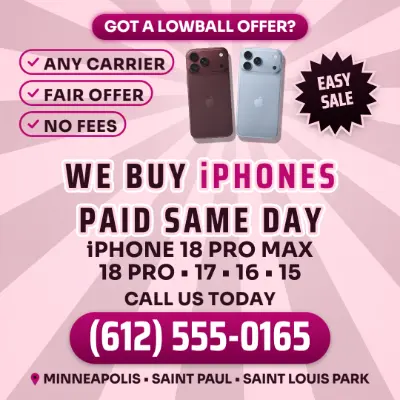 GOT A LOWBALL OFFER?
ANY CARRIER
FAIR OFFER
NO FEES
EASY
SALE
WE BUY iPHONES
PAID SAME DAY
iPHONE 18 PRO MAX
18 PRO • 17 • 16 • 15
CALL US TODAY
(612) 555-0165
MINNEAPOLIS • SAINT PAUL • SAINT LOUIS PARK